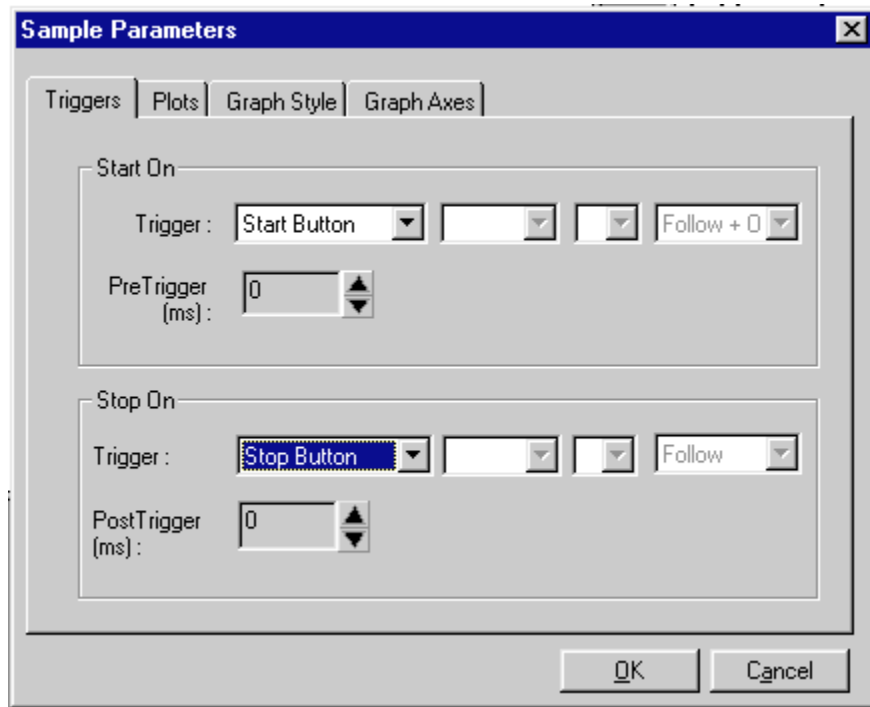 Sample Parameters
Triggers Plots Graph Style Graph Axes
Start On
Trigger : Start Button Follow + 0
PreTrigger (ms) : 0
Stop On
Trigger : Stop Button Follow
PostTrigger (ms) : 0
OK Cancel